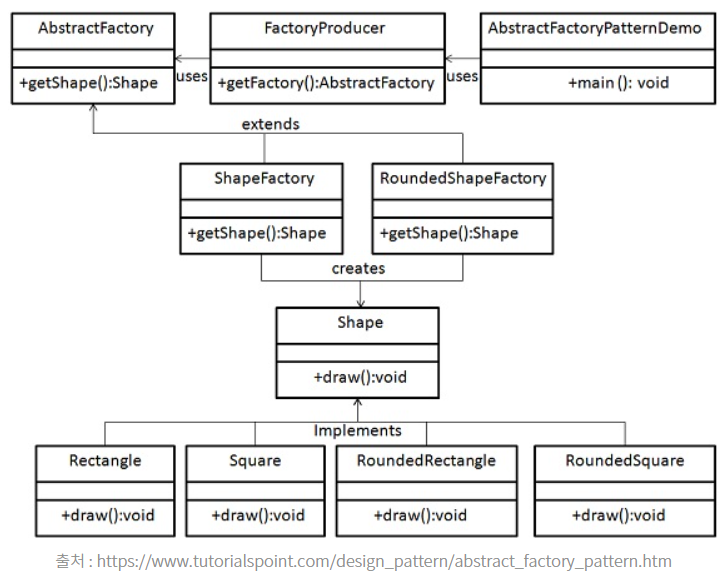 AbstractFactory
+getShape():Shape
uses
FactoryProducer
+getFactory():AbstractFactory
uses
AbstractFactoryPatternDemo
+main(): void
extends
ShapeFactory
+getShape():Shape
RoundedShapeFactory
+getShape():Shape
creates
Shape
+draw():void
Implements
Rectangle
+draw():void
Square
+draw():void
RoundedRectangle
+draw():void
RoundedSquare
+draw():void
출처 : https://www.tutorialspoint.com/design_pattern/abstract_factory_pattern.htm